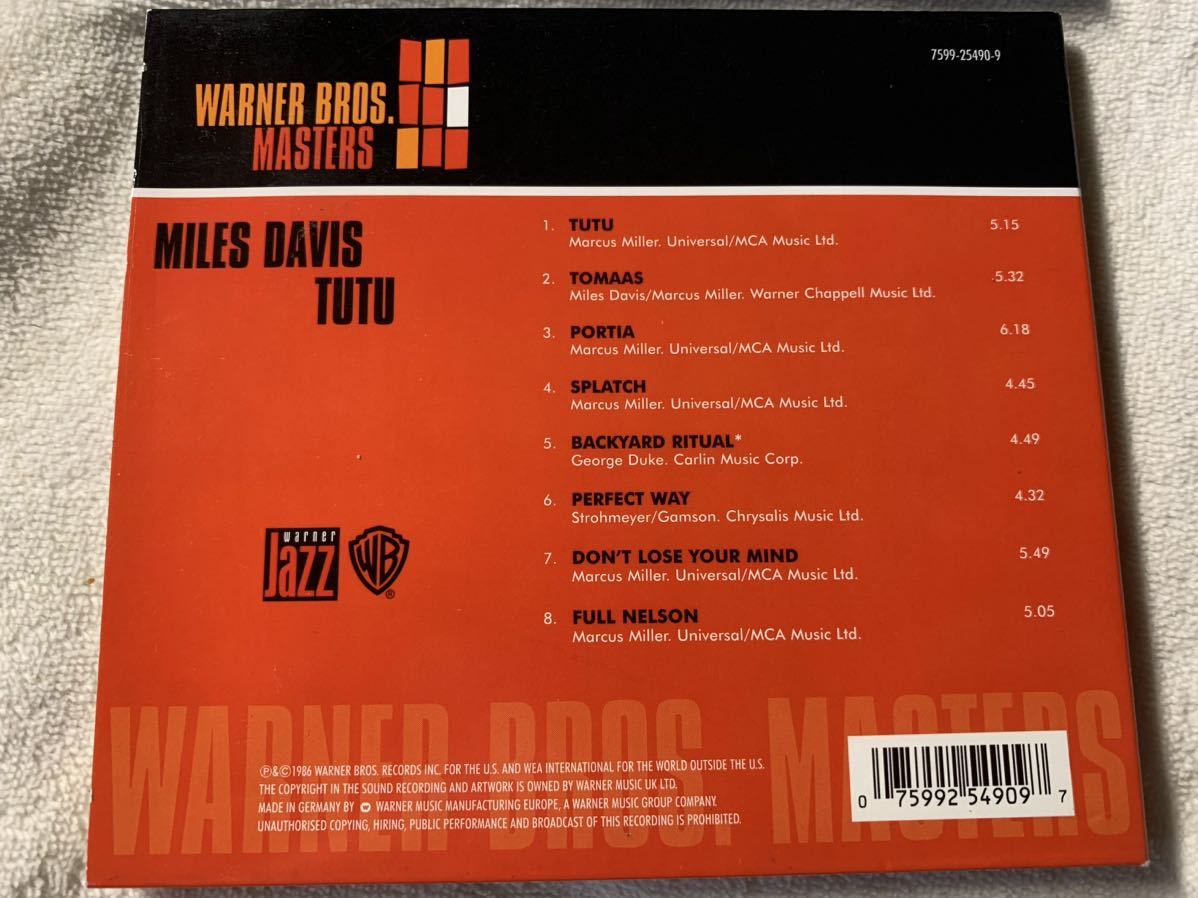 WARNER BROS.
MASTERS
7599-25490-9
MILES DAVIS
TUTU
1. TUTU 5.15
Marcus Miller. Universal/MCA Music Ltd.
2. TOMAAS 5.32
Miles Davis/Marcus Miller. Warner Chappell Music Ltd.
3. PORTIA 6.18
Marcus Miller. Universal/MCA Music Ltd.
4. SPLATCH 4.45
Marcus Miller. Universal/MCA Music Ltd.
5. BACKYARD RITUAL* 4.49
George Duke. Carlin Music Corp.
6. PERFECT WAY 4.32
Strohmeyer/Gamson. Chrysalis Music Ltd.
7. DON'T LOSE YOUR MIND 5.49
Marcus Miller. Universal/MCA Music Ltd.
8. FULL NELSON 5.05
Marcus Miller. Universal/MCA Music Ltd.
warner
Jazz
WB
®
WARNER BROS. MASTERS
℗&©1986 WARNER BROS. RECORDS INC. FOR THE U.S. AND WEA INTERNATIONAL FOR THE WORLD OUTSIDE THE U.S.
THE COPYRIGHT IN THE SOUND RECORDING AND ARTWORK IS OWNED BY WARNER MUSIC UK LTD.
MADE IN GERMANY BY WARNER MUSIC MANUFACTURING EUROPE, A WARNER MUSIC GROUP COMPANY.
UNAUTHORISED COPYING, HIRING, PUBLIC PERFORMANCE AND BROADCAST OF THIS RECORDING IS PROHIBITED.
0 75992 54909 7